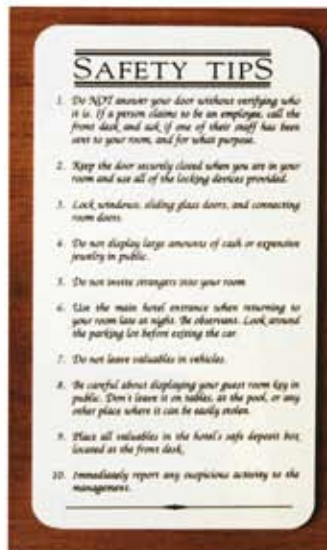 SAFETY TIPS
1. Do NOT answer your door without verifying who
it is. If a person claims to be an employee, call the
front desk and ask if one of their staff has been
sent to your room, and for what purpose.
2. Keep the door securely closed when you are in your
room and use all of the locking devices provided.
3. Lock windows, sliding glass doors, and connecting
room doors.
4. Do not display large amounts of cash or expensive
jewelry in public.
5. Do not invite strangers into your room
6. Use the main hotel entrance when returning to
your room late at night. Be observant. Look around
the parking lot before exiting the car.
7. Do not leave valuables in vehicles.
8. Be careful about displaying your guest room key in
public. Don't leave it on tables, at the pool, or any
other place where it can be easily stolen.
9. Place all valuables in the hotel's safe deposit box
located at the front desk.
10. Immediately report any suspicious activity to the
management.